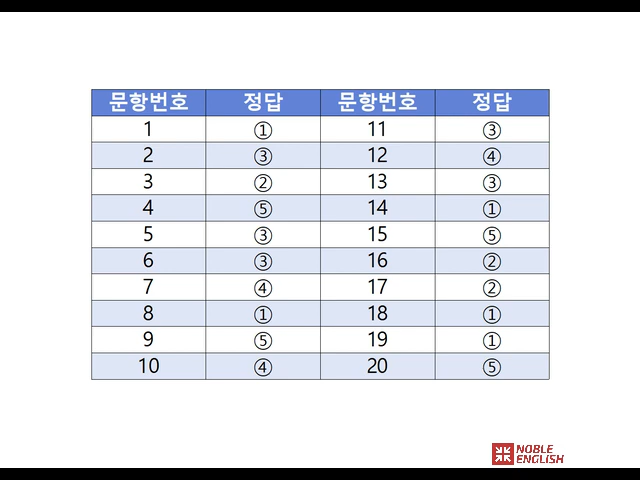 문항번호 정답 문항번호 정답
1 ① 11 ③
2 ③ 12 ④
3 ② 13 ③
4 ⑤ 14 ①
5 ③ 15 ⑤
6 ③ 16 ②
7 ④ 17 ②
8 ① 18 ①
9 ⑤ 19 ①
10 ④ 20 ⑤
NOBLE
ENGLISH